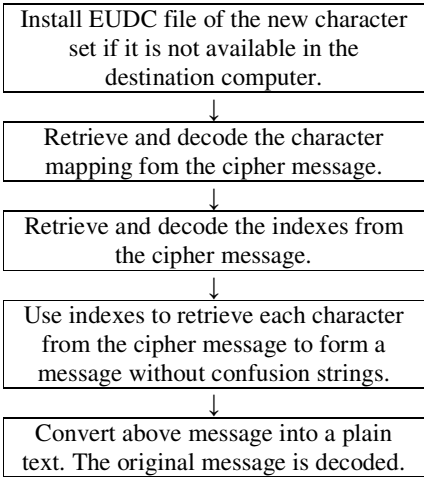 Install EUDC file of the new character
set if it is not available in the
destination computer.
↓
Retrieve and decode the character
mapping fom the cipher message.
↓
Retrieve and decode the indexes from
the cipher message.
↓
Use indexes to retrieve each character
from the cipher message to form a
message without confusion strings.
↓
Convert above message into a plain
text. The original message is decoded.